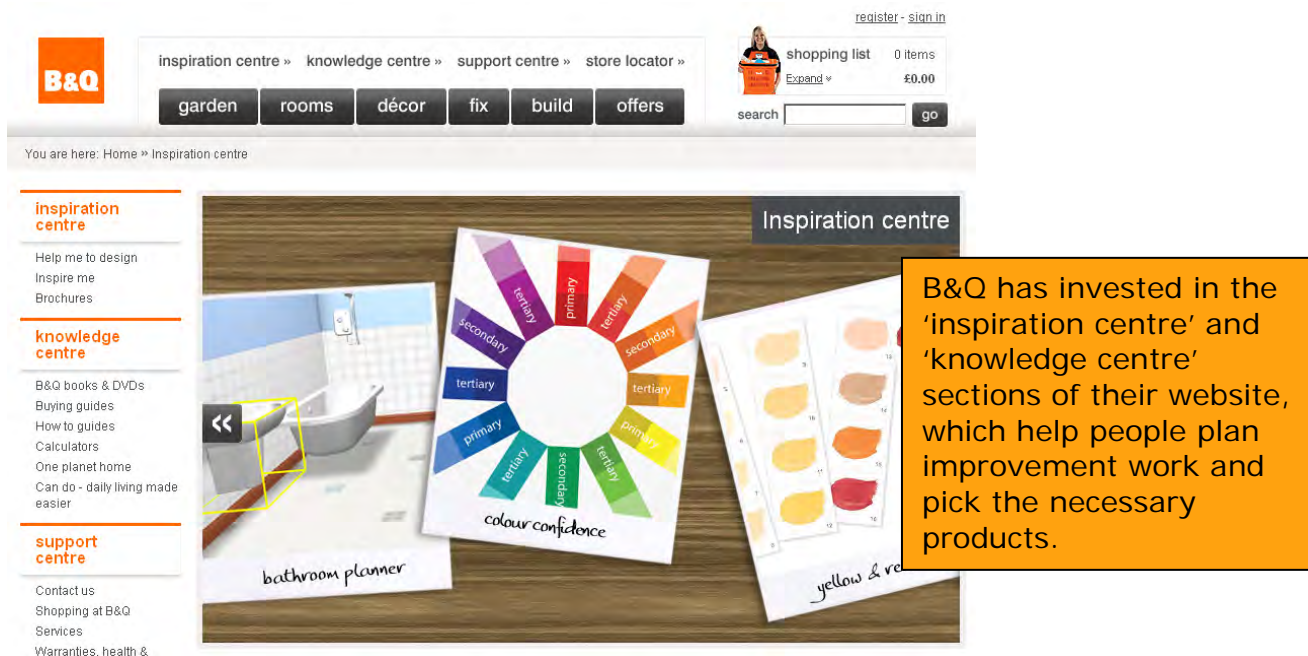 register - sign in
B&Q
inspiration centre » knowledge centre » support centre » store locator »
shopping list 0 items
Expand £0.00
garden rooms décor fix build offers
search go
You are here: Home » Inspiration centre
inspiration
centre
Help me to design
Inspire me
Brochures
knowledge
centre
B&Q books & DVDs
Buying guides
How to guides
Calculators
One planet home
Can do - daily living made
easier
support
centre
Contact us
Shopping at B&Q
Services
Warranties, health &
Inspiration centre
«
bathroom planner
primary
tertiary
secondary
tertiary
primary
tertiary
secondary
tertiary
primary
tertiary
secondary
tertiary
colour confidence
yellow & re
B&Q has invested in the
‘inspiration centre’ and
‘knowledge centre’
sections of their website,
which help people plan
improvement work and
pick the necessary
products.